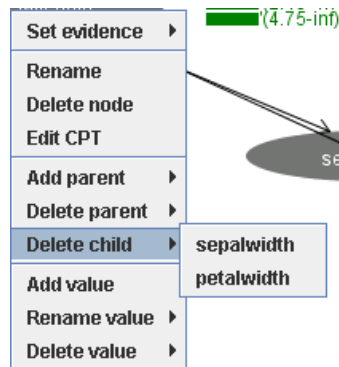 Set evidence
'(4.75-inf)
Rename
Delete node
Edit CPT
se
Add parent
Delete parent
Delete child
sepalwidth
petalwidth
Add value
Rename value
Delete value